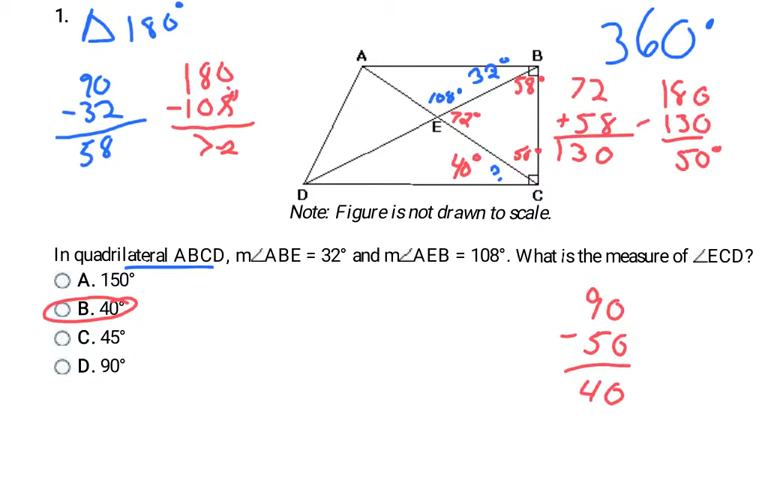 1.
Δ 180°
360°
90
-32
58
180
-108
72
A
B
32°
58°
108°
72°
E
40°
?
50°
D
C
72
+58
130
180
-130
50°
Note: Figure is not drawn to scale.
In quadrilateral ABCD, m∠ABE = 32° and m∠AEB = 108°. What is the measure of ∠ECD?
A. 150°
B. 40°
C. 45°
D. 90°
90
-50
40